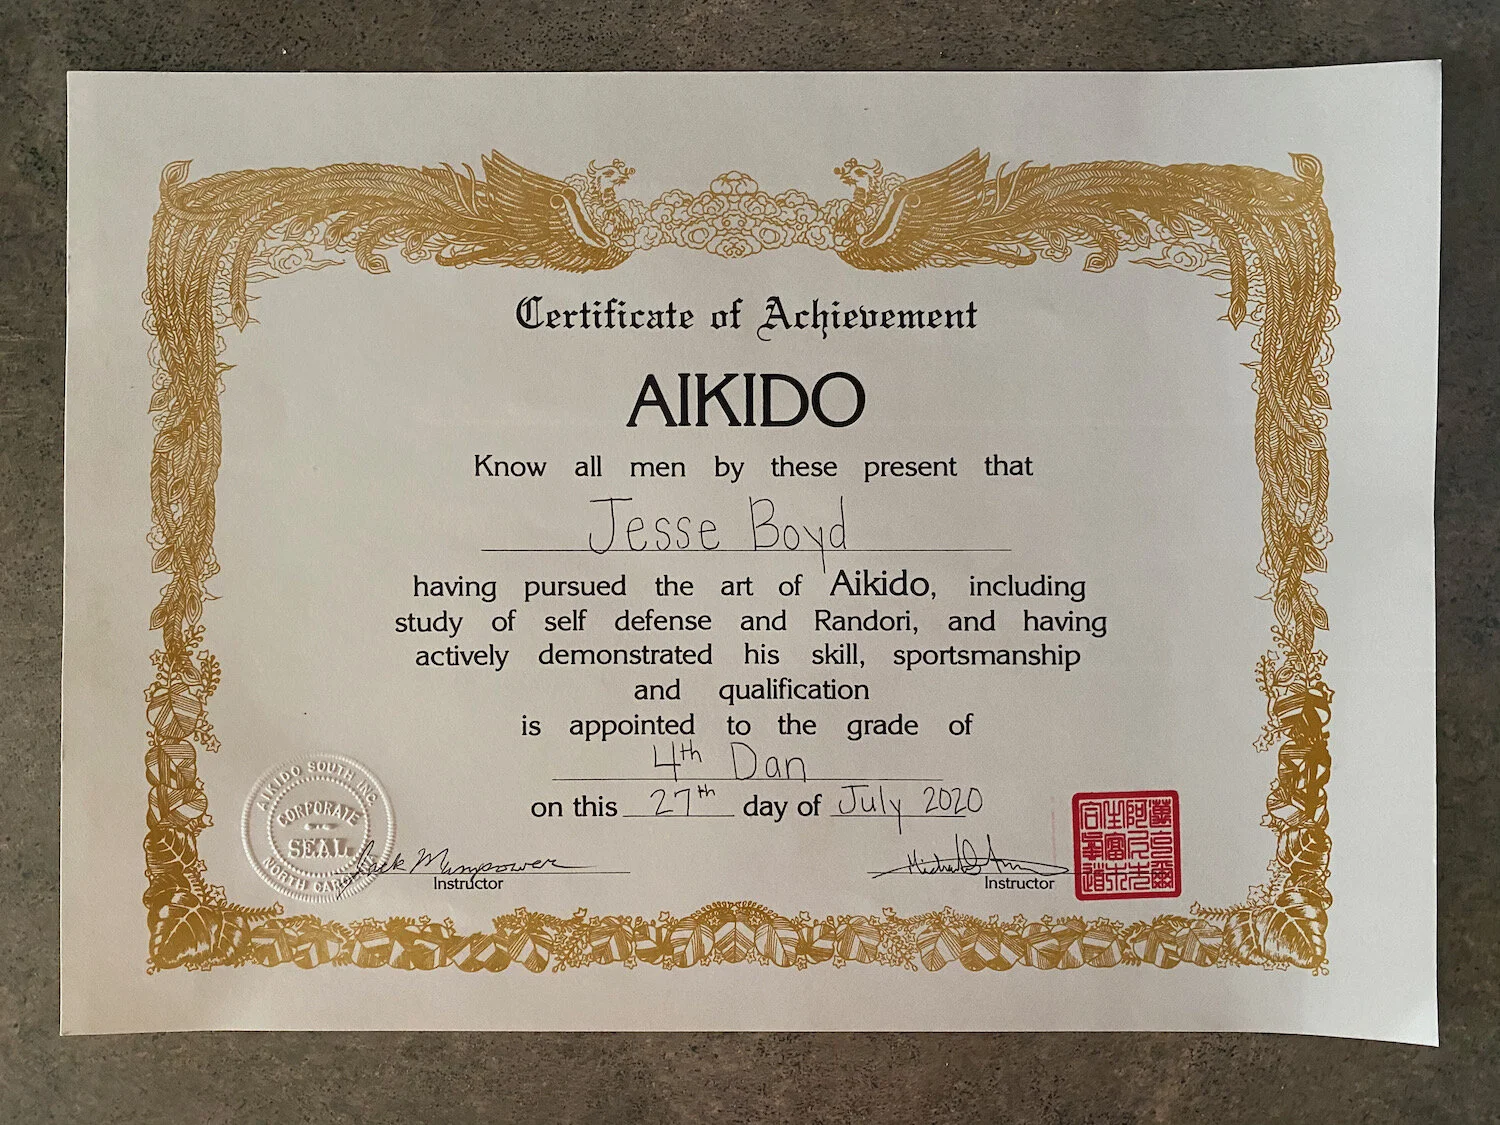 Certificate of Achievement
AIKIDO
Know all men by these present that
Jesse Boyd
having pursued the art of Aikido, including
study of self defense and Randori, and having
actively demonstrated his skill, sportsmanship
and qualification
is appointed to the grade of
4th Dan
on this 27th day of July 2020
AIKIDO SOUTH INC.
CORPORATE
SEAL
NORTH
Jack Mumpower
Instructor
Instructor